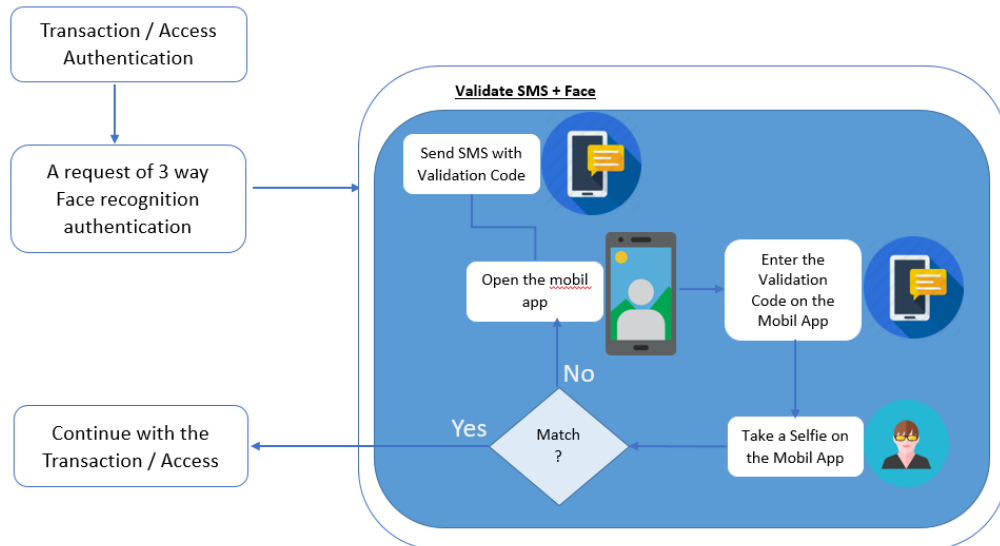 Transaction / Access
Authentication
A request of 3 way
Face recognition
authentication
Validate SMS + Face
Send SMS with
Validation Code
Open the mobil
app
Enter the
Validation
Code on the
Mobil App
Take a Selfie on
the Mobil App
Match
?
No
Yes
Continue with the
Transaction / Access